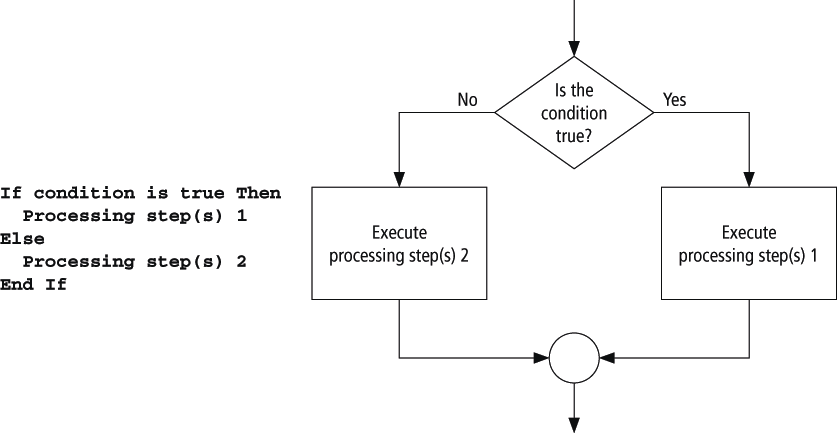 If condition is true Then
Processing step(s) 1
Else
Processing step(s) 2
End If
Is the
condition
true?
No
Yes
Execute
processing step(s) 2
Execute
processing step(s) 1